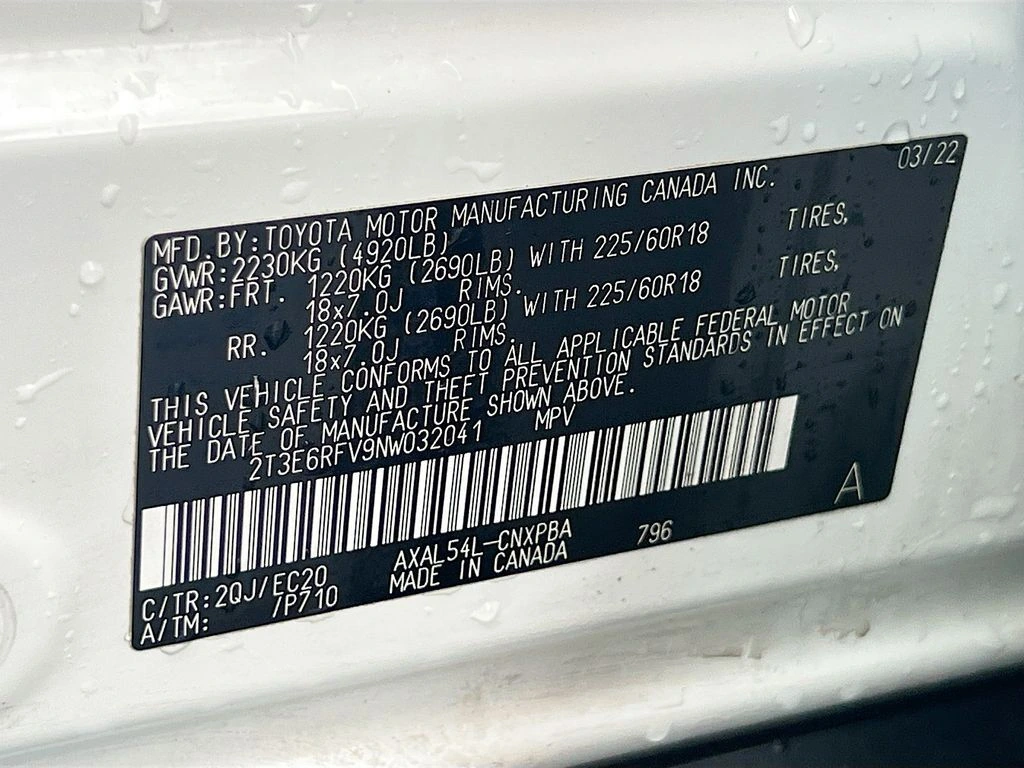 03/22
MFD.BY:TOYOTA MOTOR MANUFACTURING CANADA INC.
GVWR:2230KG (4920LB)
GAWR:FRT. 1220KG (2690LB) WITH 225/60R18 TIRES,
18x7.0J RIMS.
RR. 1220KG (2690LB) WITH 225/60R18 TIRES,
18x7.0J RIMS.
THIS VEHICLE CONFORMS TO ALL APPLICABLE FEDERAL MOTOR
VEHICLE SAFETY AND THEFT PREVENTION STANDARDS IN EFFECT ON
THE DATE OF MANUFACTURE SHOWN ABOVE.
2T3E6RFV9NW032041 MPV
A
AXAL54L-CNXPBA 796
C/TR:2QJ/EC20 MADE IN CANADA
A/TM: /P710